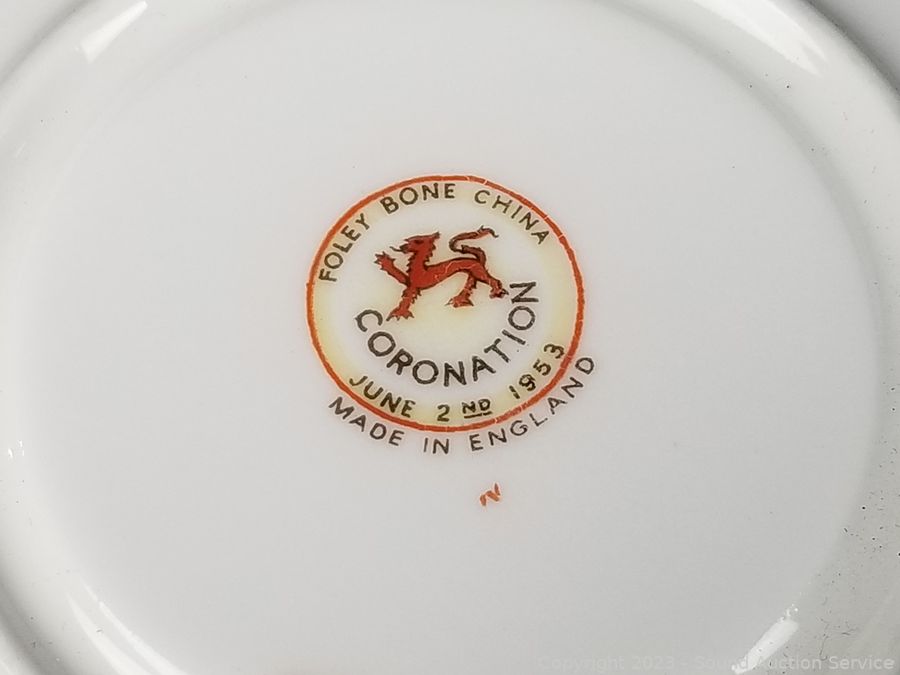 FOLEY BONE CHINA
CORONATION
JUNE 2ND 1953
MADE IN ENGLAND
Copyright 2023 - Sound Auction Service